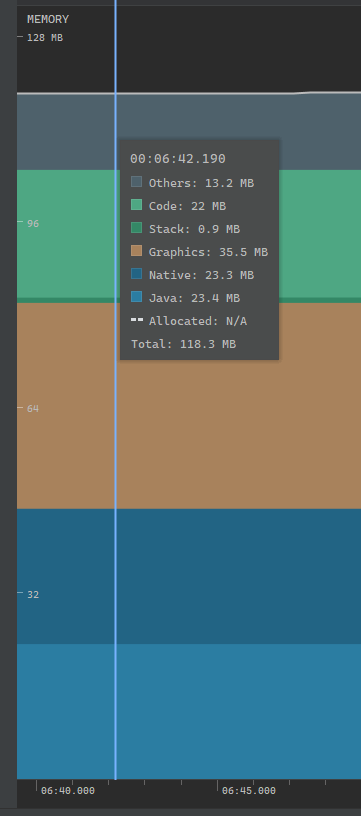 MEMORY
128 MB
00:06:42.190
Others: 13.2 MB
Code: 22 MB
96
Stack: 0.9 MB
Graphics: 35.5 MB
Native: 23.3 MB
Java: 23.4 MB
Allocated: N/A
Total: 118.3 MB
64
32
06:40.000
06:45.000